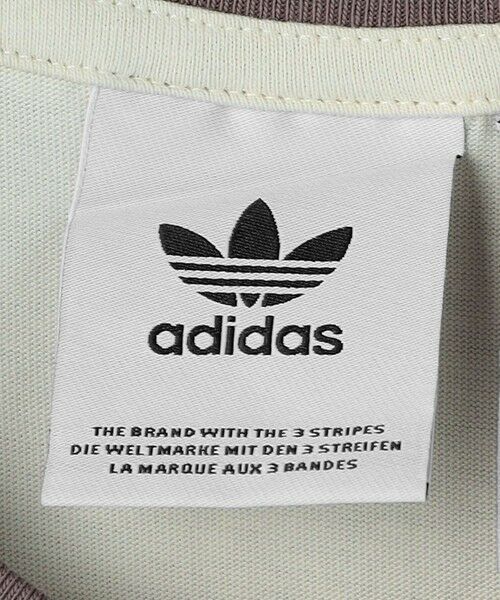 adidas
THE BRAND WITH THE 3 STRIPES
DIE WELTMARKE MIT DEN 3 STREIFEN
LA MARQUE AUX 3 BANDES